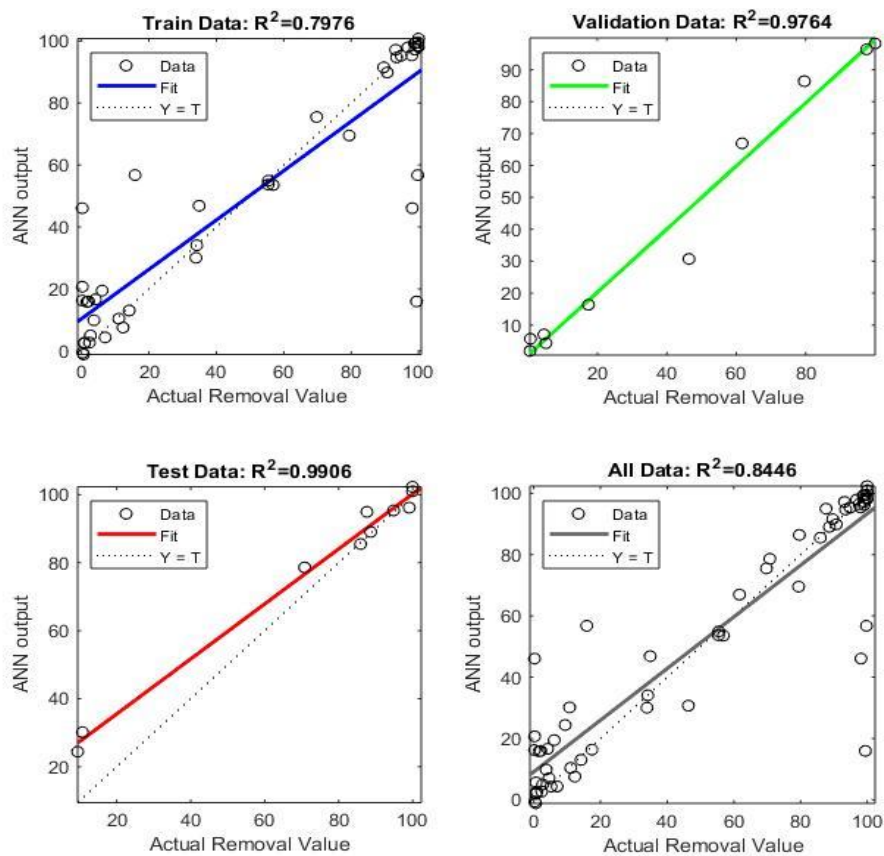 Train Data: R²=0.7976
100
80
60
40
20
0
ANN output
Data
Fit
Y = T
0
20
40
60
80
100
Actual Removal Value
Validation Data: R²=0.9764
90
80
70
60
50
40
30
20
10
ANN output
Data
Fit
Y = T
20
40
60
80
Actual Removal Value
Test Data: R²=0.9906
100
80
60
40
20
ANN output
Data
Fit
Y = T
20
40
60
80
100
Actual Removal Value
All Data: R²=0.8446
100
80
60
40
20
0
ANN output
Data
Fit
Y = T
0
20
40
60
80
100
Actual Removal Value